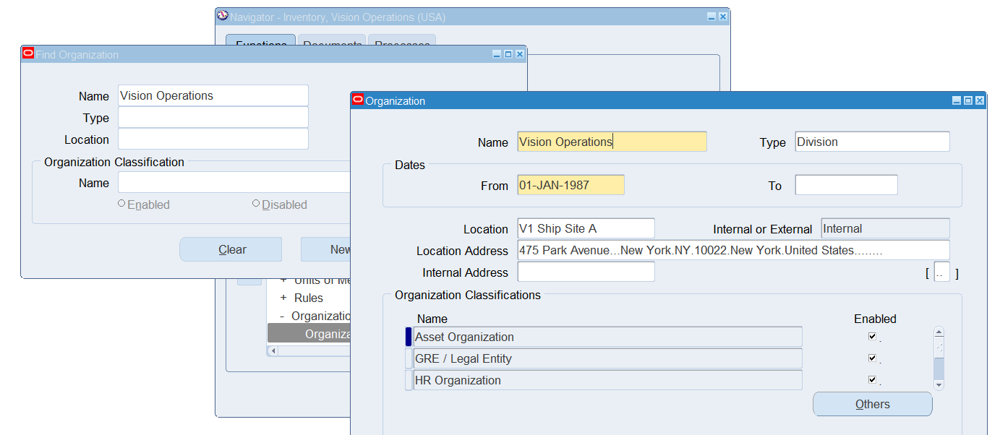 Navigator - Inventory, Vision Operations (USA)
Functions Documents Processes
Find Organization
Name Vision Operations
Type
Location
Organization Classification
Name
Enabled Disabled
Clear New
+ Units of Me
+ Rules
- Organizatio
Organiza
Organization
Name Vision Operations Type Division
Dates
From 01-JAN-1987 To
Location V1 Ship Site A Internal or External Internal
Location Address 475 Park Avenue...New York.NY.10022.New York.United States........
Internal Address [ .. ]
Organization Classifications
Name Enabled
Asset Organization .
GRE / Legal Entity .
HR Organization .
Others